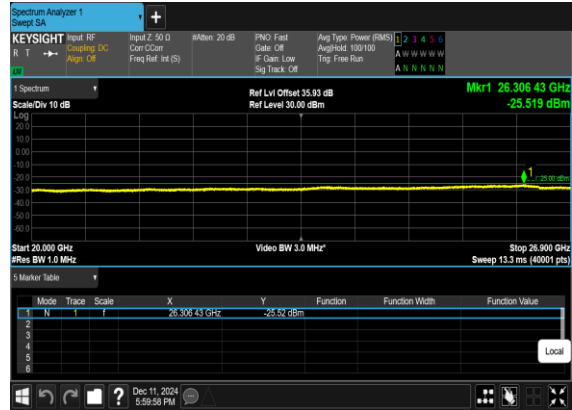 Spectrum Analyzer 1
Swept SA
+
KEYSIGHT Input: RF Input Z: 50 Ω #Atten: 20 dB PNO: Fast Avg Type: Power (RMS) 1 2 3 4 5 6
R T Coupling: DC Corr CCorr Gate: Off Avg|Hold: 100/100 A W W W W W
Align: Off Freq Ref: Int (S) IF Gain: Low Trig: Free Run
Sig Track: Off A N N N N N
1 Spectrum Ref Lvl Offset 35.93 dB Mkr1 26.306 43 GHz
Scale/Div 10 dB Ref Level 30.00 dBm -25.519 dBm
Log
20.0
10.0
0.00
-10.0
-20.0 1
-25.00 dBm
-30.0
-40.0
-50.0
-60.0
Start 20.000 GHz Video BW 3.0 MHz* Stop 26.900 GHz
#Res BW 1.0 MHz Sweep 13.3 ms (40001 pts)
5 Marker Table
Mode Trace Scale X Y Function Function Width Function Value
1 N 1 f 26.306 43 GHz -25.52 dBm
2
3
4
5
6
Local
? Dec 11, 2024
5:59:58 PM